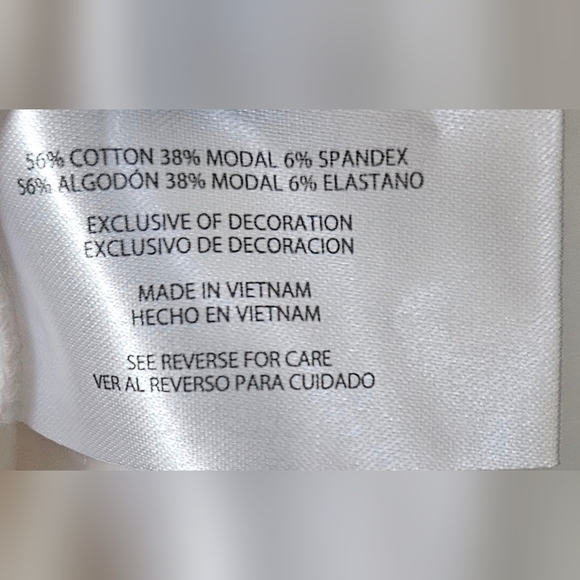 56% COTTON 38% MODAL 6% SPANDEX
56% ALGODÓN 38% MODAL 6% ELASTANO
EXCLUSIVE OF DECORATION
EXCLUSIVO DE DECORACION
MADE IN VIETNAM
HECHO EN VIETNAM
SEE REVERSE FOR CARE
VER AL REVERSO PARA CUIDADO